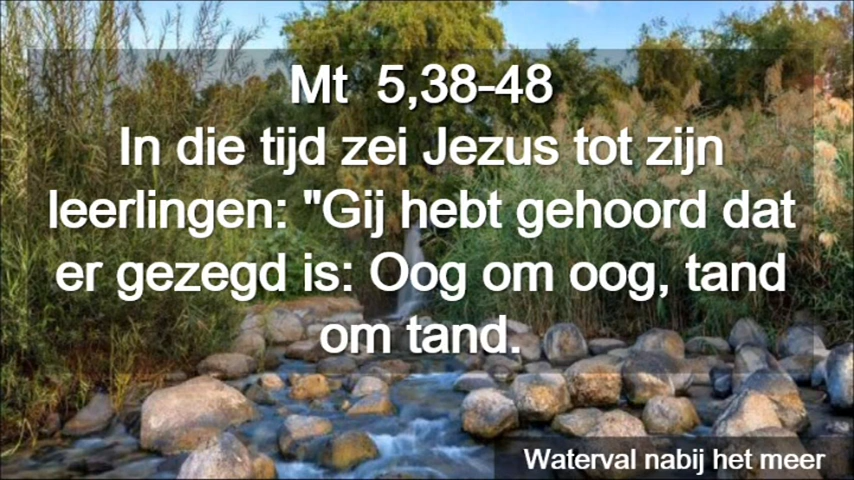 Mt  5,38-48
In die tijd zei Jezus tot zijn
leerlingen: "Gij hebt gehoord dat
er gezegd is: Oog om oog, tand
om tand.
Waterval nabij het meer